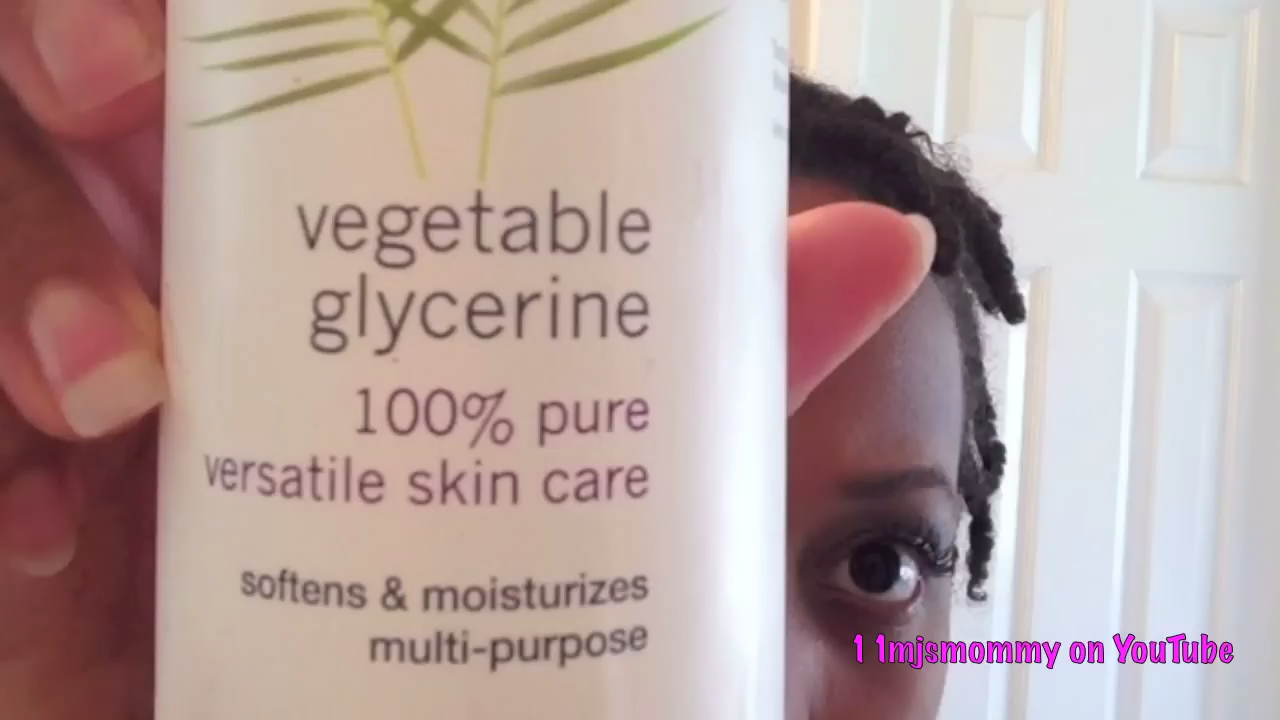 vegetable
glycerine
100% pure
versatile skin care
softens & moisturizes
multi-purpose
1 1mjsmommy on YouTube